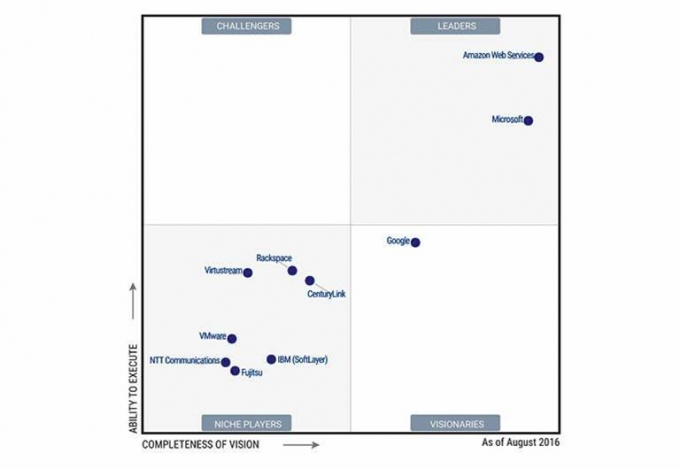 CHALLENGERS
LEADERS
Amazon Web Services
Microsoft
Google
Rackspace
Virtustream
CenturyLink
VMware
NTT Communications
IBM (SoftLayer)
Fujitsu
ABILITY TO EXECUTE
NICHE PLAYERS
VISIONARIES
COMPLETENESS OF VISION
As of August 2016